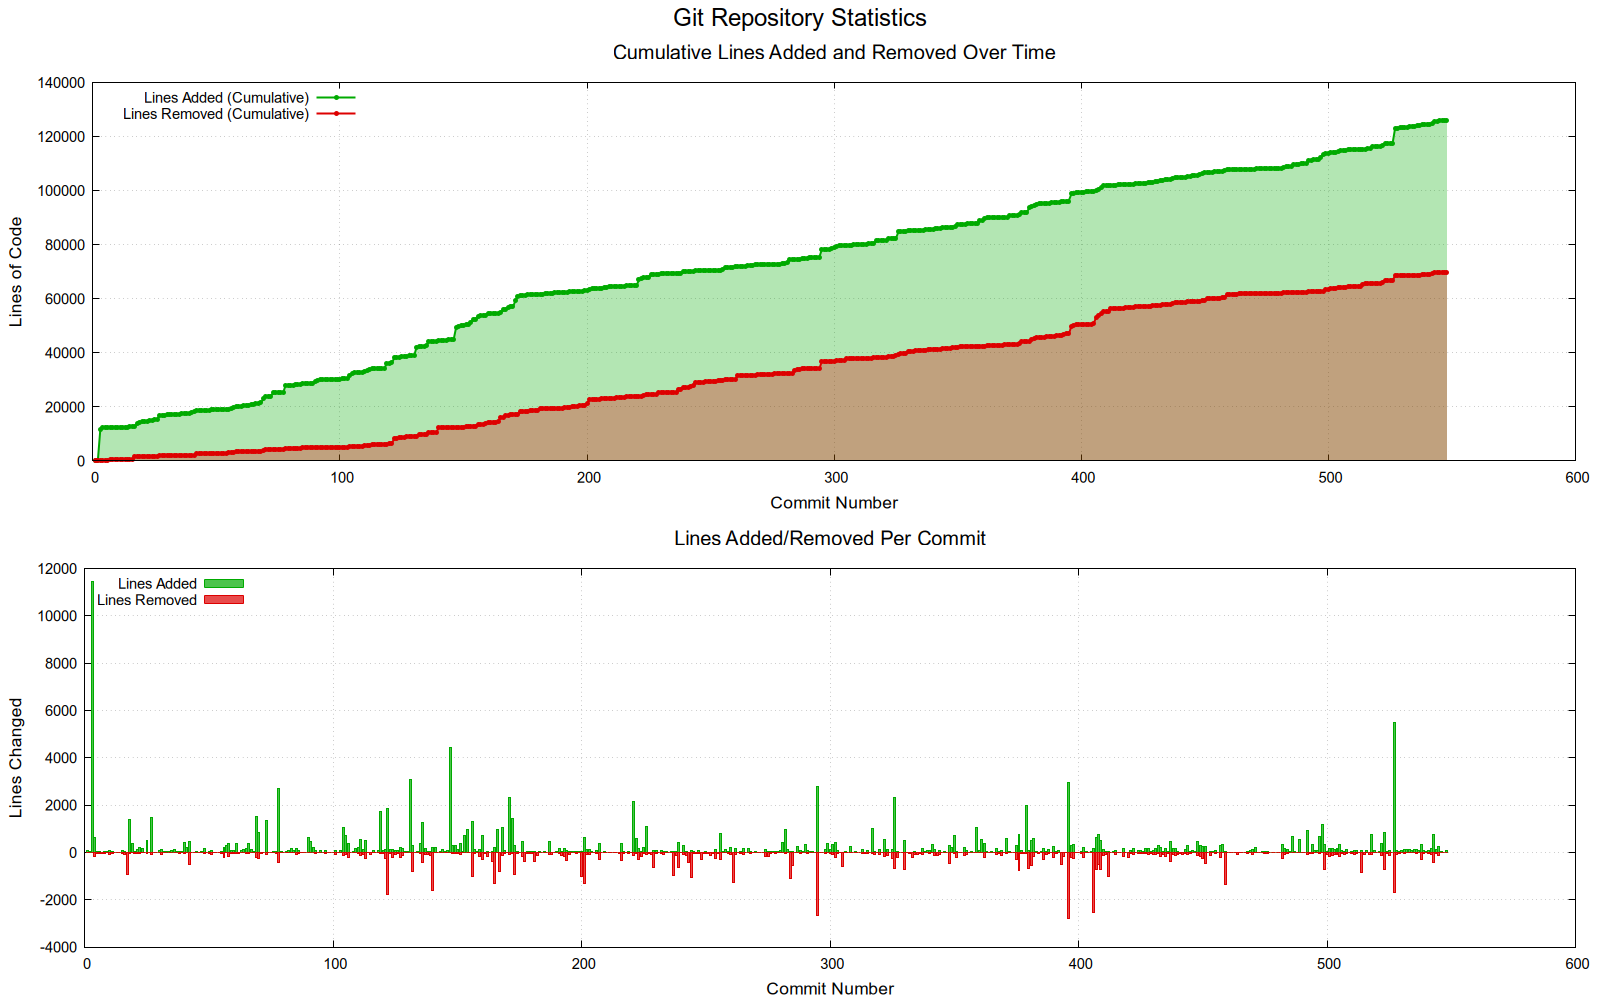 Git Repository Statistics
Cumulative Lines Added and Removed Over Time
140000
120000
100000
80000
60000
40000
20000
0
Lines of Code
Lines Added (Cumulative)
Lines Removed (Cumulative)
0 100 200 300 400 500 600
Commit Number
Lines Added/Removed Per Commit
12000
10000
8000
6000
4000
2000
0
-2000
-4000
Lines Changed
Lines Added
Lines Removed
0 100 200 300 400 500 600
Commit Number